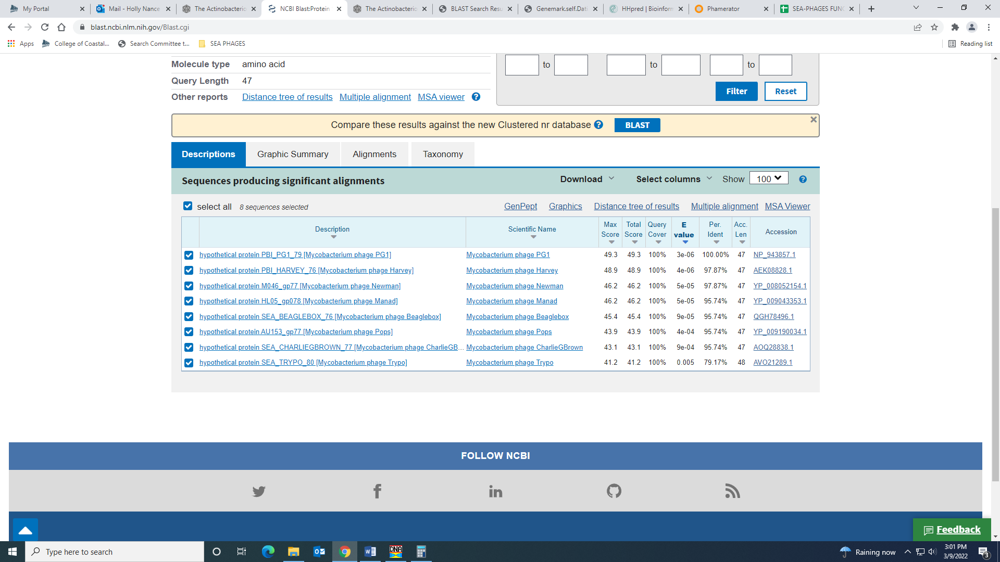 My Portal
Mail - Holly Nance
The Actinobacterio
NCBI Blast:Protein
The Actinobacterio
BLAST Search Resu
Genemark.self.Dati
HHpred | Bioinform
Phamerator
SEA-PHAGES FUNC
blast.ncbi.nlm.nih.gov/Blast.cgi
Apps
College of Coastal...
Search Committee t...
SEA PHAGES
Reading list
Molecule type amino acid
Query Length 47
Other reports Distance tree of results Multiple alignment MSA viewer ?
to to to
Filter Reset
Compare these results against the new Clustered nr database ? BLAST
Descriptions Graphic Summary Alignments Taxonomy
Sequences producing significant alignments Download Select columns Show 100 ?
select all 8 sequences selected GenPept Graphics Distance tree of results Multiple alignment MSA Viewer
Description Scientific Name Max Score Total Score Query Cover E value Per. Ident Acc. Len Accession
hypothetical protein PBI_PG1_79 [Mycobacterium phage PG1] Mycobacterium phage PG1 49.3 49.3 100% 3e-06 100.00% 47 NP_943857.1
hypothetical protein PBI_HARVEY_76 [Mycobacterium phage Harvey] Mycobacterium phage Harvey 48.9 48.9 100% 4e-06 97.87% 47 AEK08828.1
hypothetical protein M046_gp77 [Mycobacterium phage Newman] Mycobacterium phage Newman 46.2 46.2 100% 5e-05 97.87% 47 YP_008052154.1
hypothetical protein HL05_gp078 [Mycobacterium phage Manad] Mycobacterium phage Manad 46.2 46.2 100% 5e-05 95.74% 47 YP_009043353.1
hypothetical protein SEA_BEAGLEBOX_76 [Mycobacterium phage Beaglebox] Mycobacterium phage Beaglebox 45.4 45.4 100% 9e-05 95.74% 47 QGH78496.1
hypothetical protein AU153_gp77 [Mycobacterium phage Pops] Mycobacterium phage Pops 43.9 43.9 100% 4e-04 95.74% 47 YP_009190034.1
hypothetical protein SEA_CHARLIEGBROWN_77 [Mycobacterium phage CharlieGB... Mycobacterium phage CharlieGBrown 43.1 43.1 100% 9e-04 95.74% 47 AOQ28838.1
hypothetical protein SEA_TRYPO_80 [Mycobacterium phage Trypo] Mycobacterium phage Trypo 41.2 41.2 100% 0.005 79.17% 48 AVO21289.1
FOLLOW NCBI
Feedback
Type here to search
DNA
Raining now
3:01 PM
3/9/2022
3